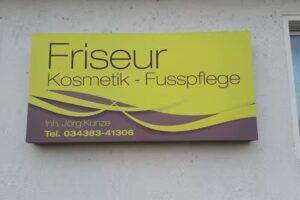 Friseur
Kosmetik - Fusspflege
Inh. Jörg Kunze
Tel. 034383-41306